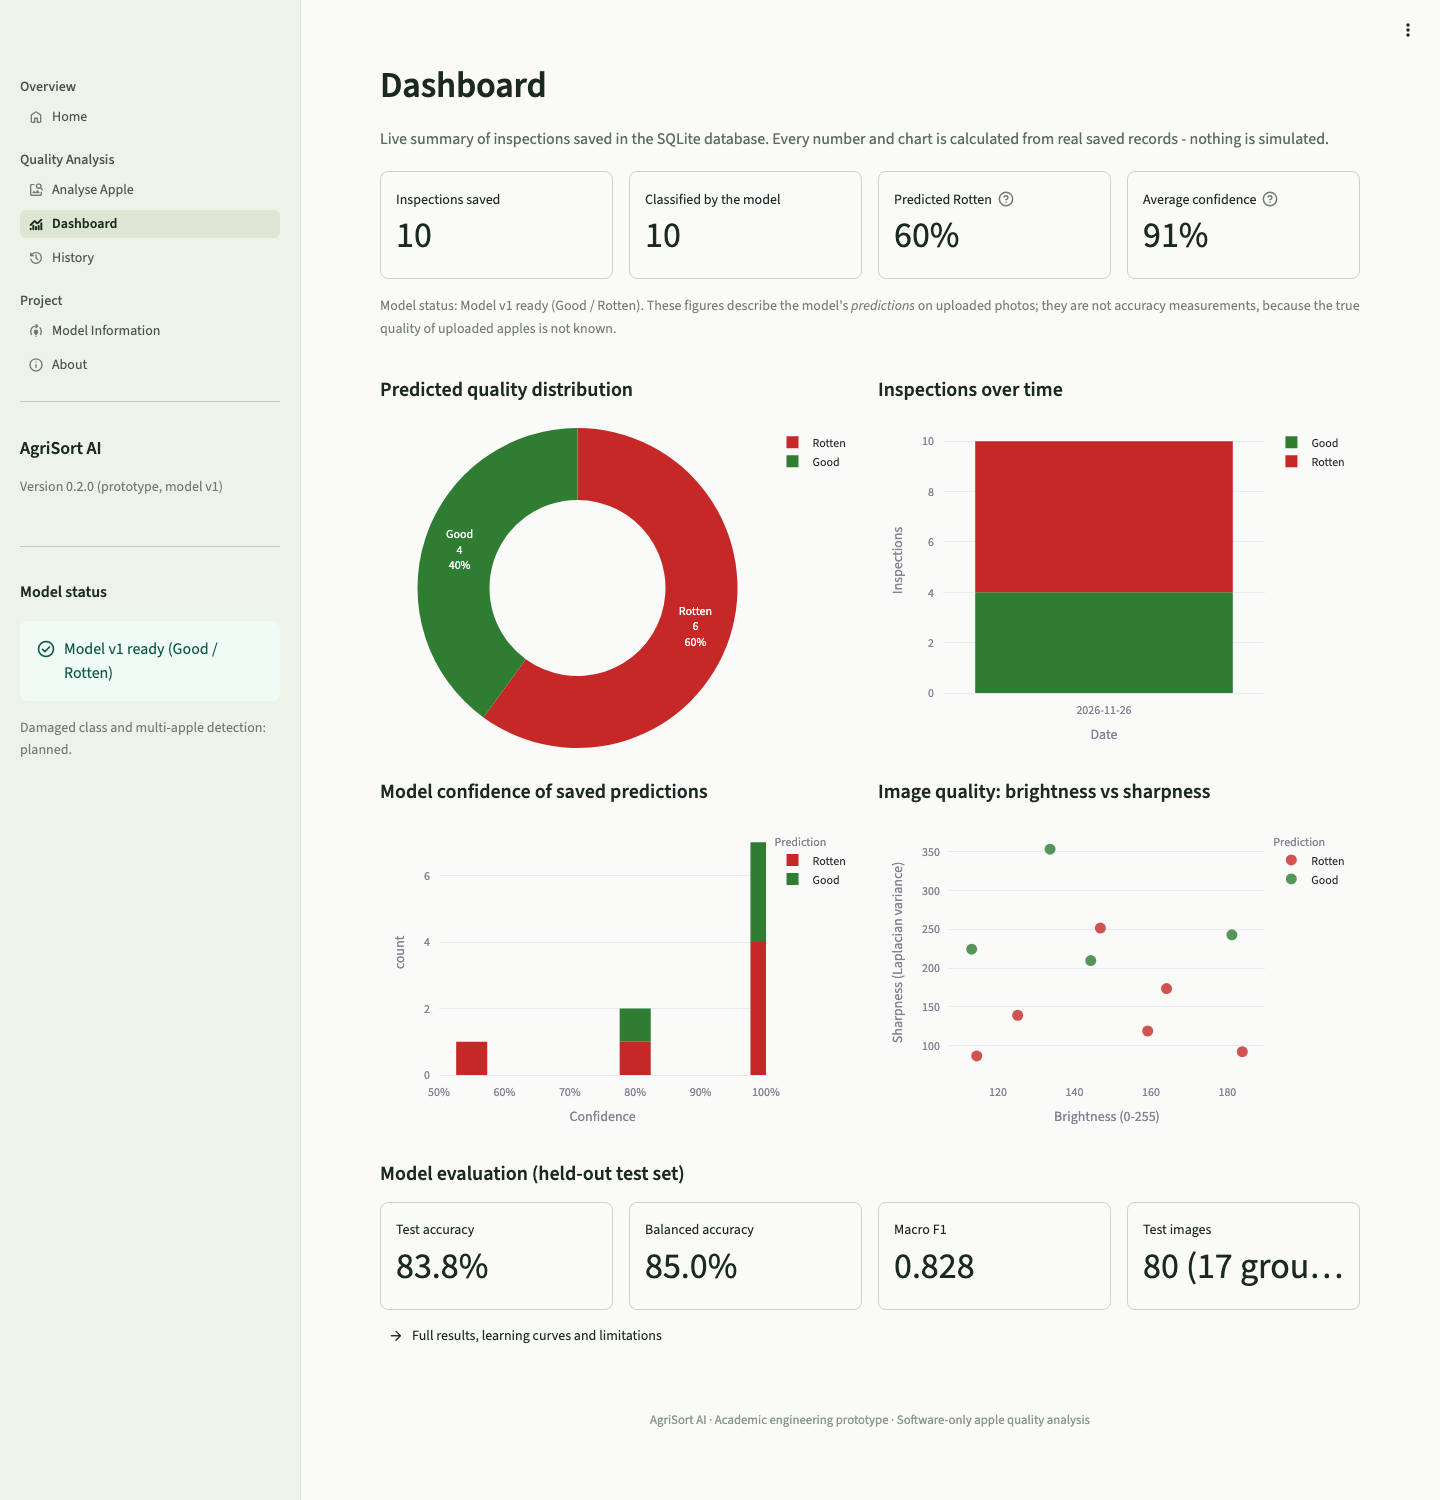 Overview
Home
Quality Analysis
Analyse Apple
Dashboard
History
Project
Model Information
About
AgriSort AI
Version 0.2.0 (prototype, model v1)
Model status
Model v1 ready (Good /
Rotten)
Damaged class and multi-apple detection:
planned.
Dashboard
Live summary of inspections saved in the SQLite database. Every number and chart is calculated from real saved records - nothing is simulated.
Inspections saved
10
Classified by the model
10
Predicted Rotten
60%
Average confidence
91%
Model status: Model v1 ready (Good / Rotten). These figures describe the model's predictions on uploaded photos; they are not accuracy measurements, because the true
quality of uploaded apples is not known.
Predicted quality distribution
Rotten
Good
Good
4
40%
Rotten
6
60%
Inspections over time
Good
Rotten
10
8
6
4
2
0
Inspections
2026-11-26
Date
Model confidence of saved predictions
Prediction
Rotten
Good
6
4
2
0
count
50% 60% 70% 80% 90% 100%
Confidence
Image quality: brightness vs sharpness
Prediction
Rotten
Good
350
300
250
200
150
100
Sharpness (Laplacian variance)
120 140 160 180
Brightness (0-255)
Model evaluation (held-out test set)
Test accuracy
83.8%
Balanced accuracy
85.0%
Macro F1
0.828
Test images
80 (17 grou...
Full results, learning curves and limitations
AgriSort AI · Academic engineering prototype · Software-only apple quality analysis